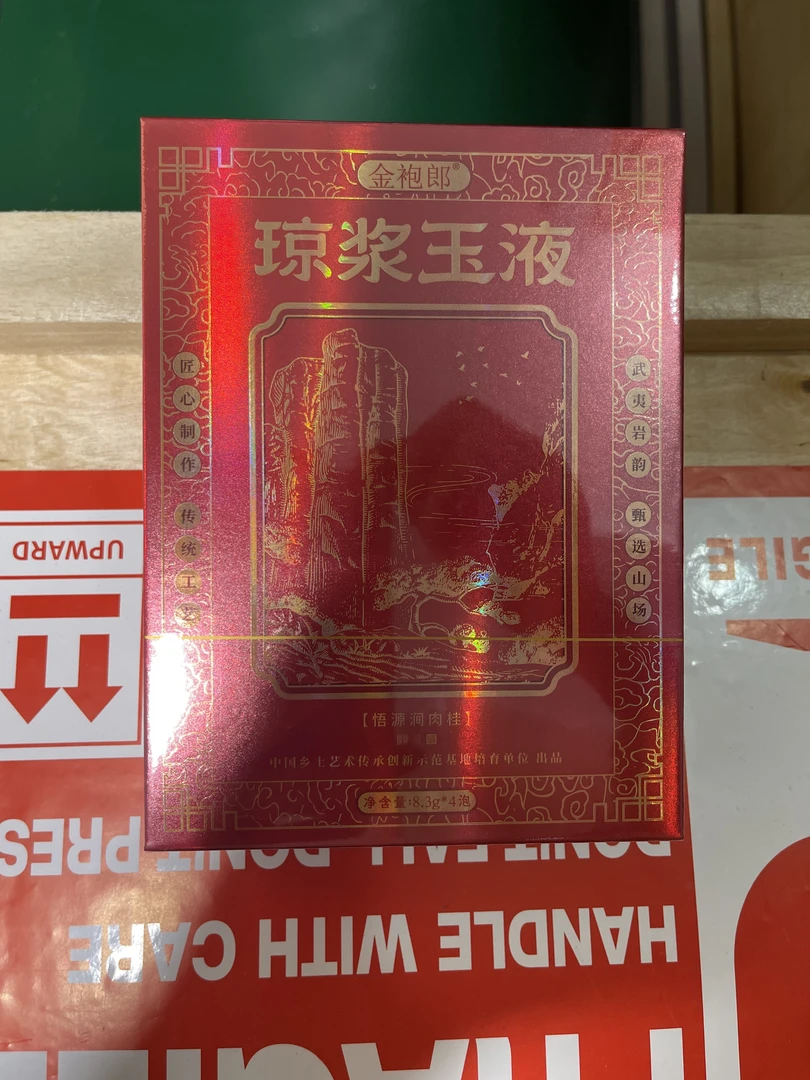 金袍郎®
琼浆玉液
匠心制作 传统工艺
武夷岩韵 甄选山场
【悟源涧肉桂】
中国乡土艺术传承创新示范基地培育单位 出品
净含量:8.3g*4泡
UPWARD
HANDLE WITH CARE